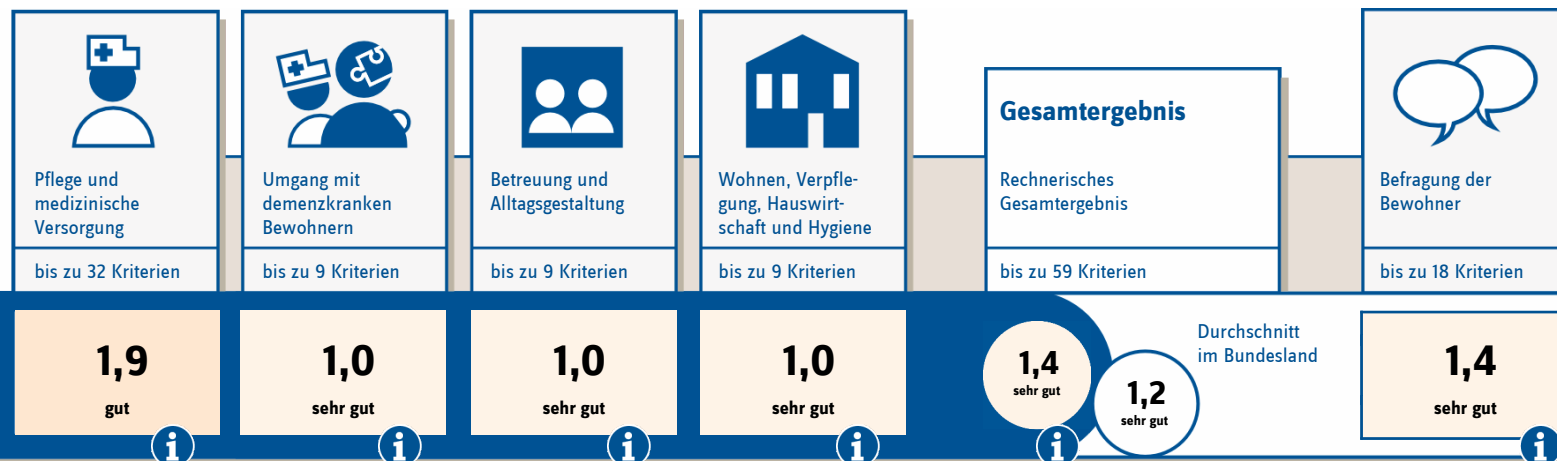 Pflege und
medizinische
Versorgung
bis zu 32 Kriterien
1,9
gut
i
Umgang mit
demenzkranken
Bewohnern
bis zu 9 Kriterien
1,0
sehr gut
i
Betreuung und
Alltagsgestaltung
bis zu 9 Kriterien
1,0
sehr gut
i
Wohnen, Verpfle-
gung, Hauswirt-
schaft und Hygiene
bis zu 9 Kriterien
1,0
sehr gut
i
Gesamtergebnis
Rechnerisches
Gesamtergebnis
bis zu 59 Kriterien
1,4
sehr gut
i
1,2
sehr gut
Durchschnitt
im Bundesland
Befragung der
Bewohner
bis zu 18 Kriterien
1,4
sehr gut
i